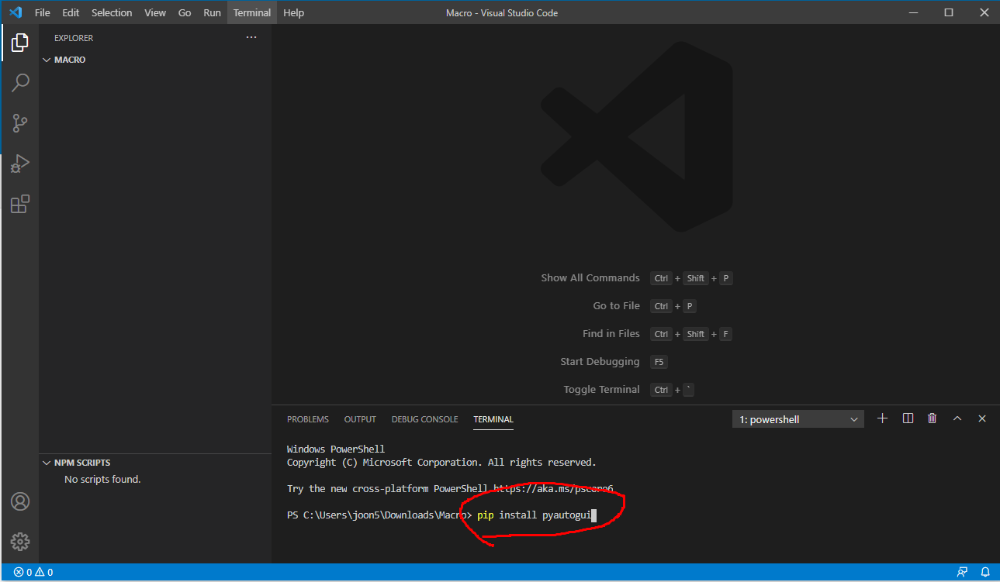 File Edit Selection View Go Run Terminal Help
Macro - Visual Studio Code
EXPLORER
MACRO
Show All Commands Ctrl + Shift + P
Go to File Ctrl + P
Find in Files Ctrl + Shift + F
Start Debugging F5
Toggle Terminal Ctrl + `
PROBLEMS OUTPUT DEBUG CONSOLE TERMINAL
1: powershell
Windows PowerShell
Copyright (C) Microsoft Corporation. All rights reserved.
Try the new cross-platform PowerShell https://aka.ms/pscore6
PS C:\Users\joon5\Downloads\Macro> pip install pyautogui
NPM SCRIPTS
No scripts found.
0 0